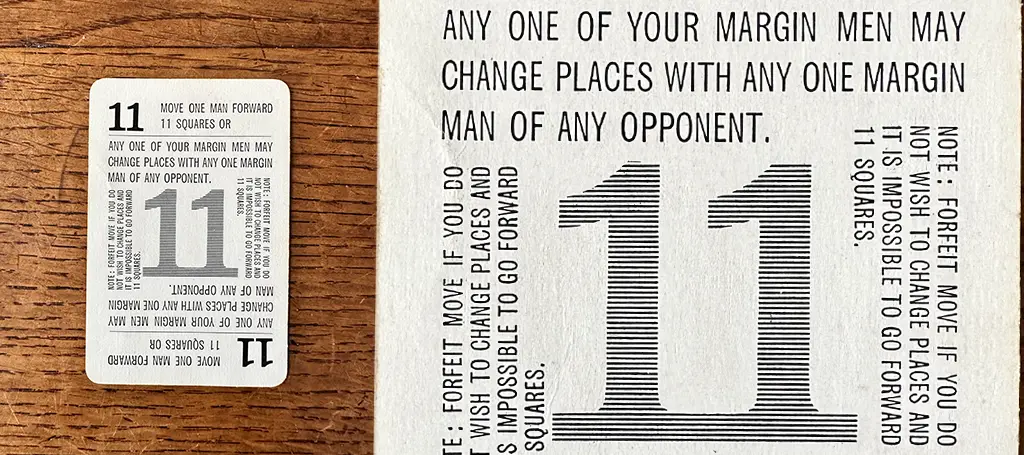 11 MOVE ONE MAN FORWARD
11 SQUARES OR
ANY ONE OF YOUR MARGIN MEN MAY
CHANGE PLACES WITH ANY ONE MARGIN
MAN OF ANY OPPONENT.
NOTE: FORFEIT MOVE IF YOU DO
NOT WISH TO CHANGE PLACES AND
IT IS IMPOSSIBLE TO GO FORWARD
11 SQUARES.
11
NOTE: FORFEIT MOVE IF YOU DO
NOT WISH TO CHANGE PLACES AND
IT IS IMPOSSIBLE TO GO FORWARD
11 SQUARES.
11 MOVE ONE MAN FORWARD
11 SQUARES OR
ANY ONE OF YOUR MARGIN MEN MAY
CHANGE PLACES WITH ANY ONE MARGIN
MAN OF ANY OPPONENT.
ANY ONE OF YOUR MARGIN MEN MAY
CHANGE PLACES WITH ANY ONE MARGIN
MAN OF ANY OPPONENT.
TE: FORFEIT MOVE IF YOU DO
T WISH TO CHANGE PLACES AND
S IMPOSSIBLE TO GO FORWARD
SQUARES.
11
NOTE: FORFEIT MOVE IF YOU DO
NOT WISH TO CHANGE PLACES AND
IT IS IMPOSSIBLE TO GO FORWARD
11 SQUARES.